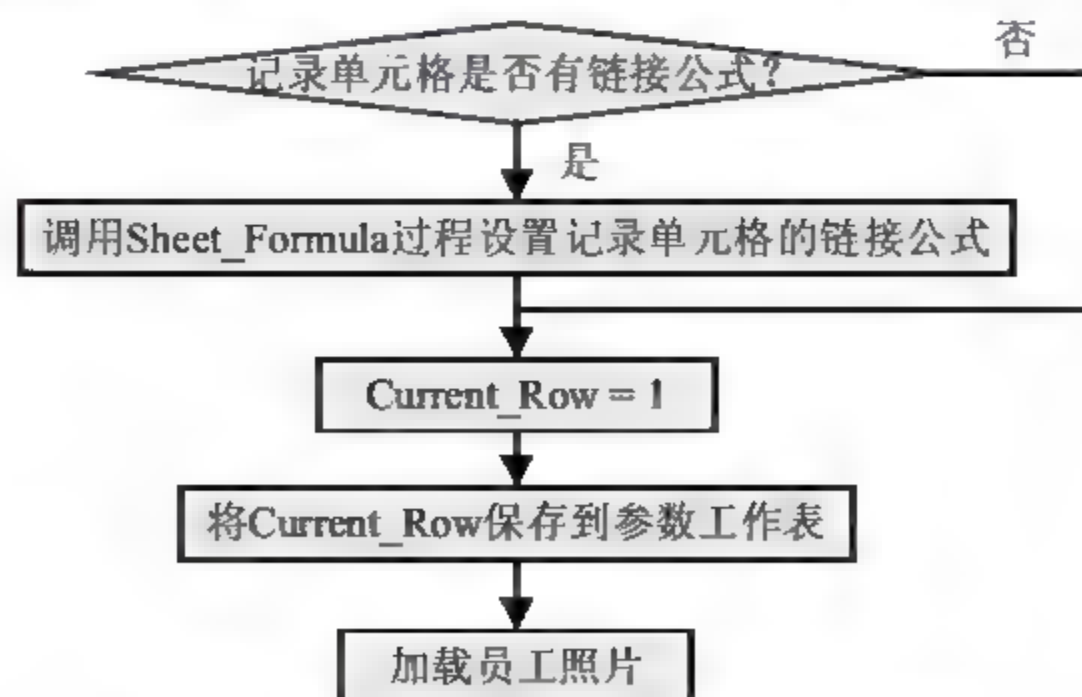 否
记录单元格是否有链接公式？
是
调用Sheet_Formula过程设置记录单元格的链接公式
Current_Row = 1
将Current_Row保存到参数工作表
加载员工照片